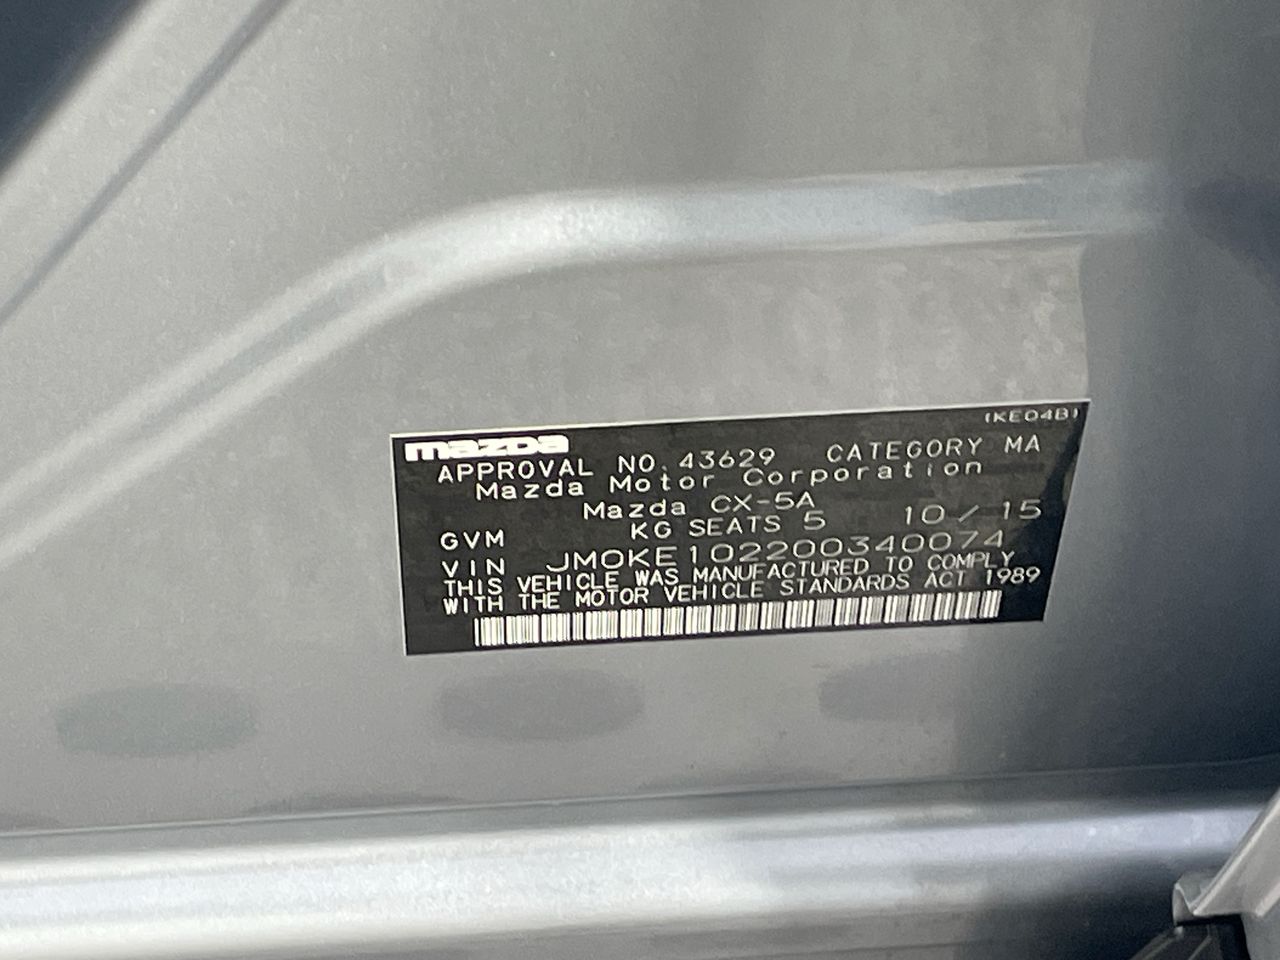 (KE04B)
mazda
APPROVAL NO. 43629 CATEGORY MA
Mazda Motor Corporation
Mazda CX-5A
GVM KG SEATS 5 10 / 15
VIN JM0KE102200340074
THIS VEHICLE WAS MANUFACTURED TO COMPLY
WITH THE MOTOR VEHICLE STANDARDS ACT 1989